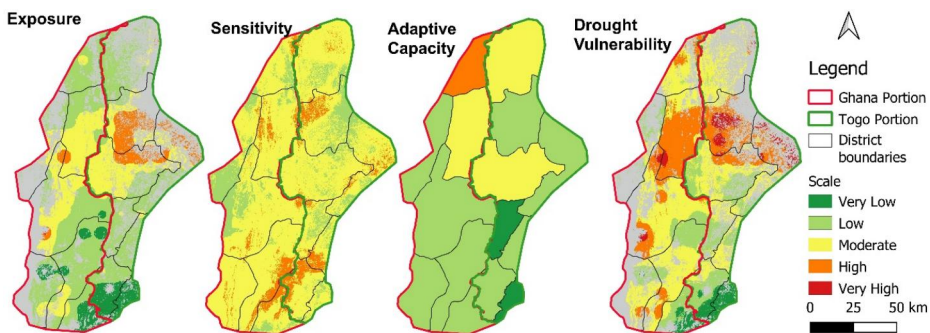 Exposure
Sensitivity
Adaptive
Capacity
Drought
Vulnerability
Legend
Ghana Portion
Togo Portion
District
boundaries
Scale
Very Low
Low
Moderate
High
Very High
0 25 50 km